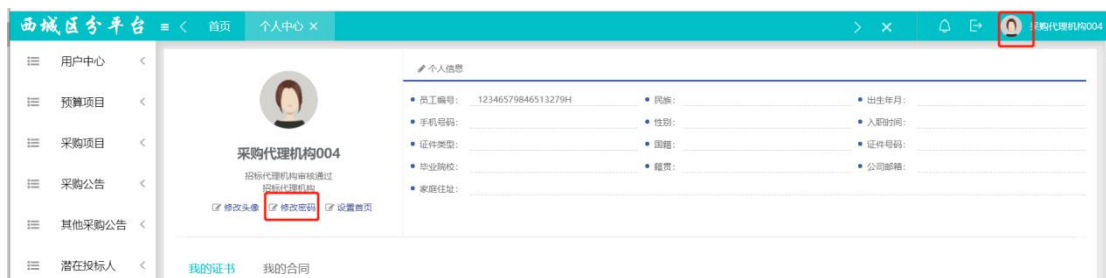 西城区分平台 首页 个人中心 ×
采购代理机构004
用户中心
预算项目
采购项目
采购公告
其他采购公告
潜在投标人
采购代理机构004
招标代理机构审核通过
招标代理机构
修改头像 修改密码 设置首页
个人信息
员工编号: 12346579846513279H 民族: 出生年月:
手机号码: 性别: 入职时间:
证件类型: 国籍: 证件号码:
毕业院校: 籍贯: 公司邮箱:
家庭住址:
我的证书 我的合同